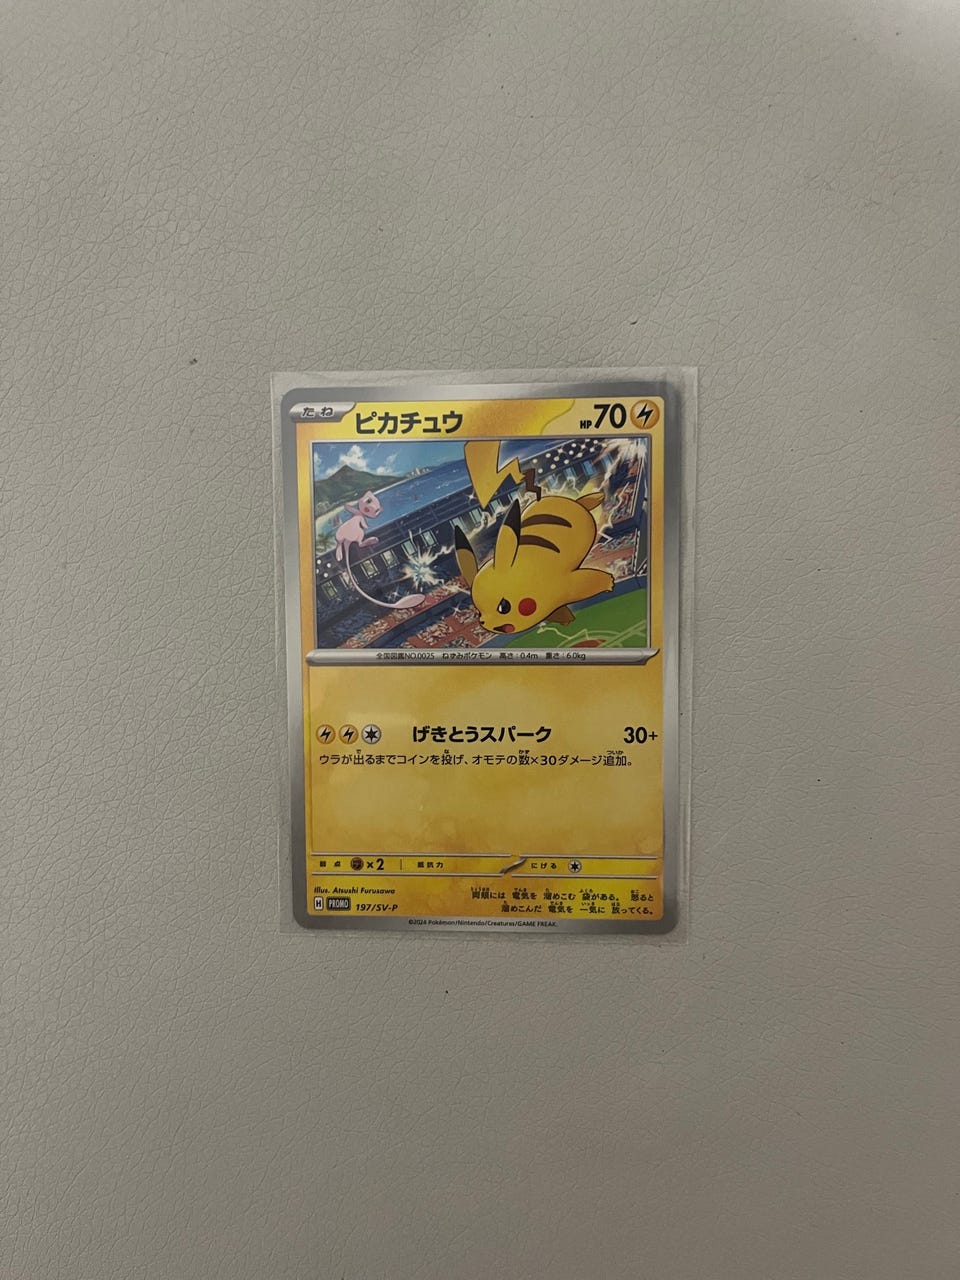 たね ピカチュウ HP70
全国図鑑NO.0025 ねずみポケモン 高さ:0.4m 重さ:6.0kg
げきとうスパーク 30+
ウラが出るまでコインを投げ、オモテの数×30ダメージ追加。
弱点 ×2 抵抗力 にげる
Illus. Atsushi Furusawa
両頬には 電気を 溜めこむ 袋がある。 怒ると
溜めこんだ 電気を 一気に 放ってくる。
H PROMO 197/SV-P
©2024 Pokémon/Nintendo/Creatures/GAME FREAK.